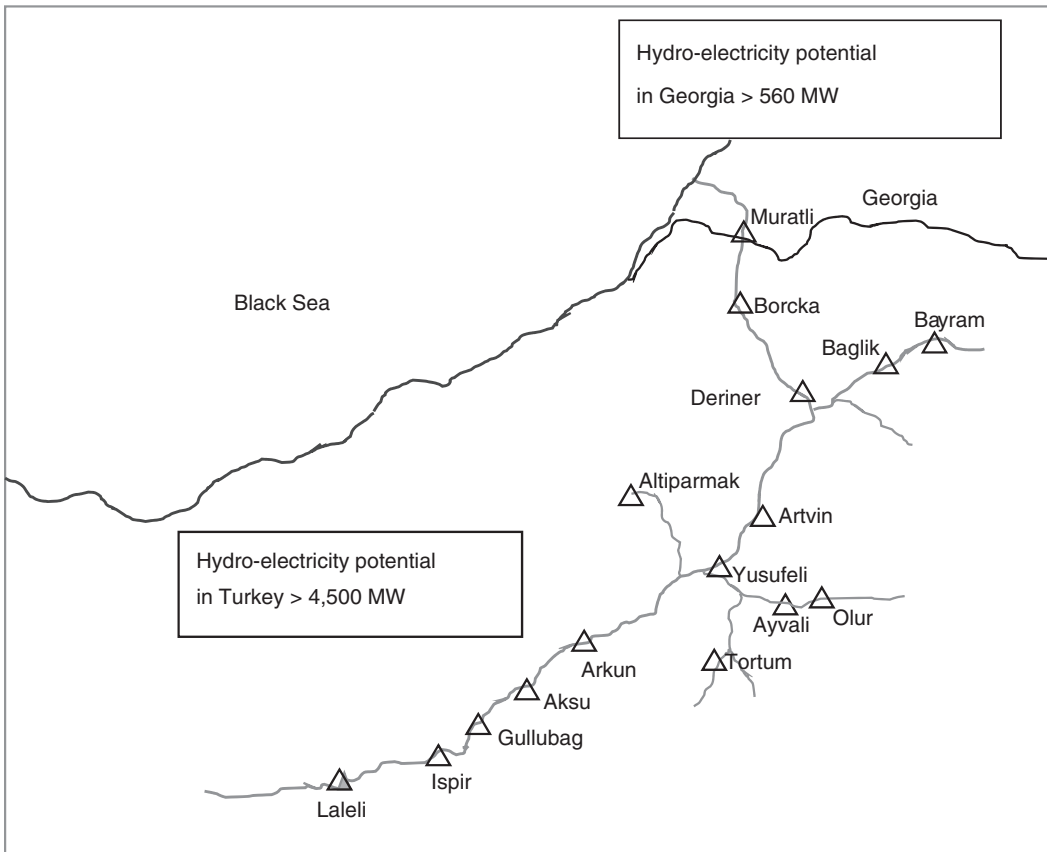 Hydro-electricity potential
in Georgia > 560 MW
Georgia
Muratli
Black Sea
Borcka
Bayram
Baglik
Deriner
Altiparmak
Artvin
Hydro-electricity potential
in Turkey > 4,500 MW
Yusufeli
Ayvali
Olur
Arkun
Tortum
Aksu
Gullubag
Ispir
Laleli